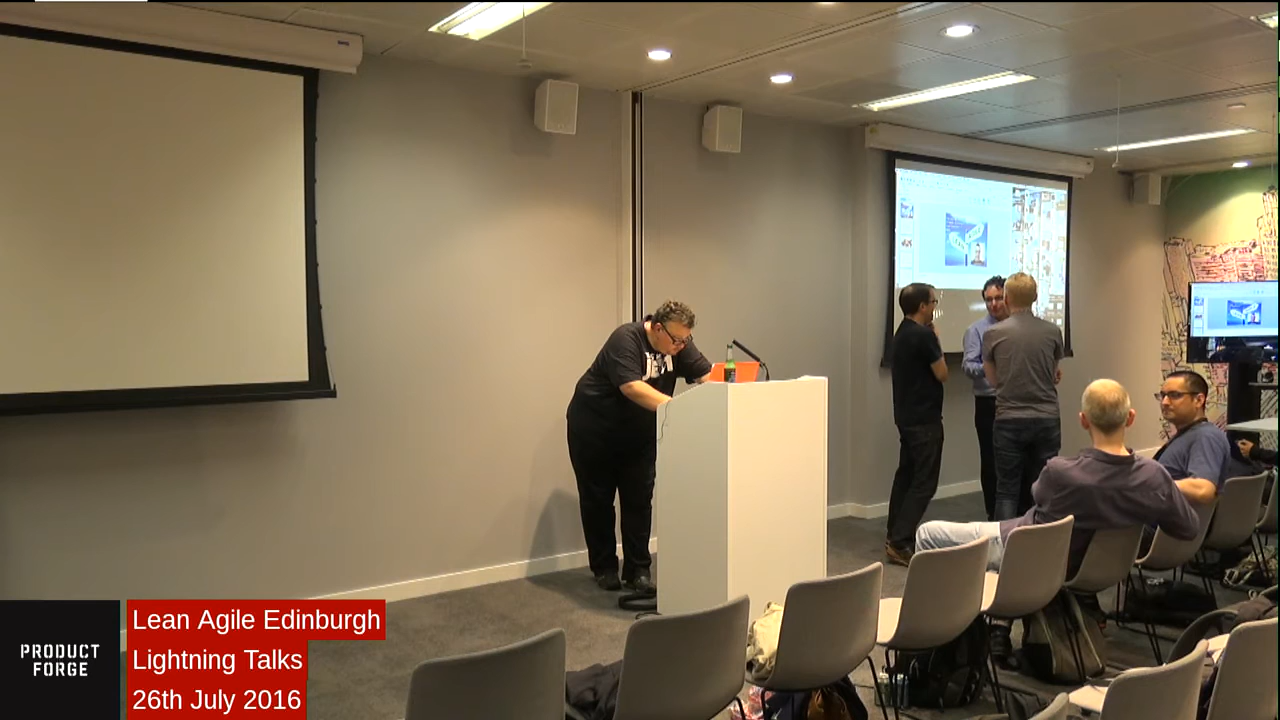 PRODUCT
FORGE
Lean Agile Edinburgh
Lightning Talks
26th July 2016